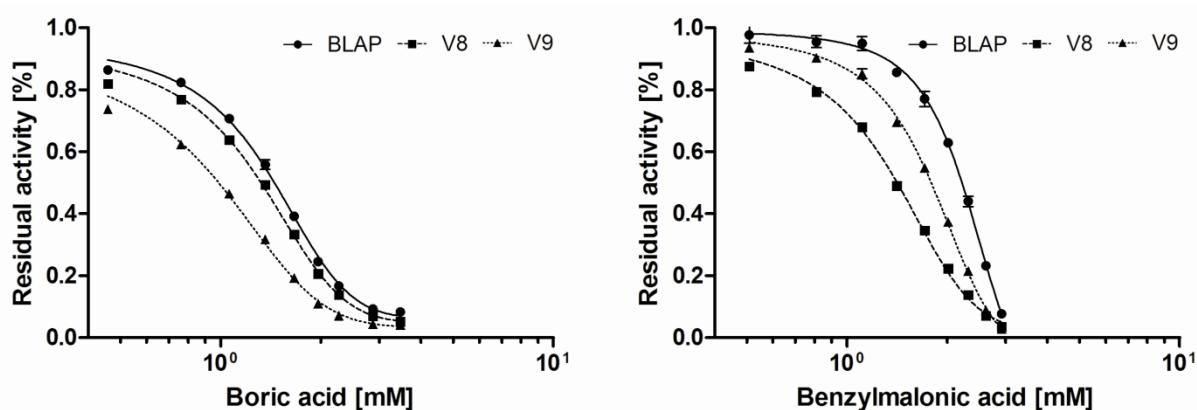 BLAP V8 V9
Residual activity [%]
1.0
0.8
0.6
0.4
0.2
0.0
10⁰ 10¹
Boric acid [mM]
BLAP V8 V9
Residual activity [%]
1.0
0.8
0.6
0.4
0.2
0.0
10⁰ 10¹
Benzylmalonic acid [mM]